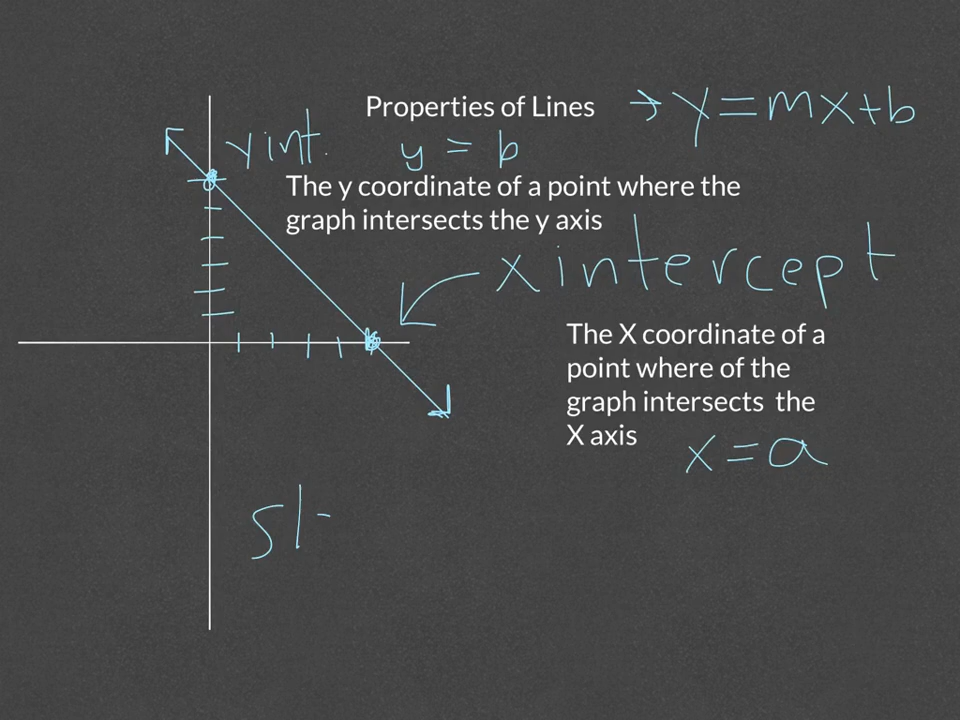 Properties of Lines → y = mx + b
y int. y = b
The y coordinate of a point where the
graph intersects the y axis
x intercept
The X coordinate of a
point where of the
graph intersects the
X axis
x = a
sl